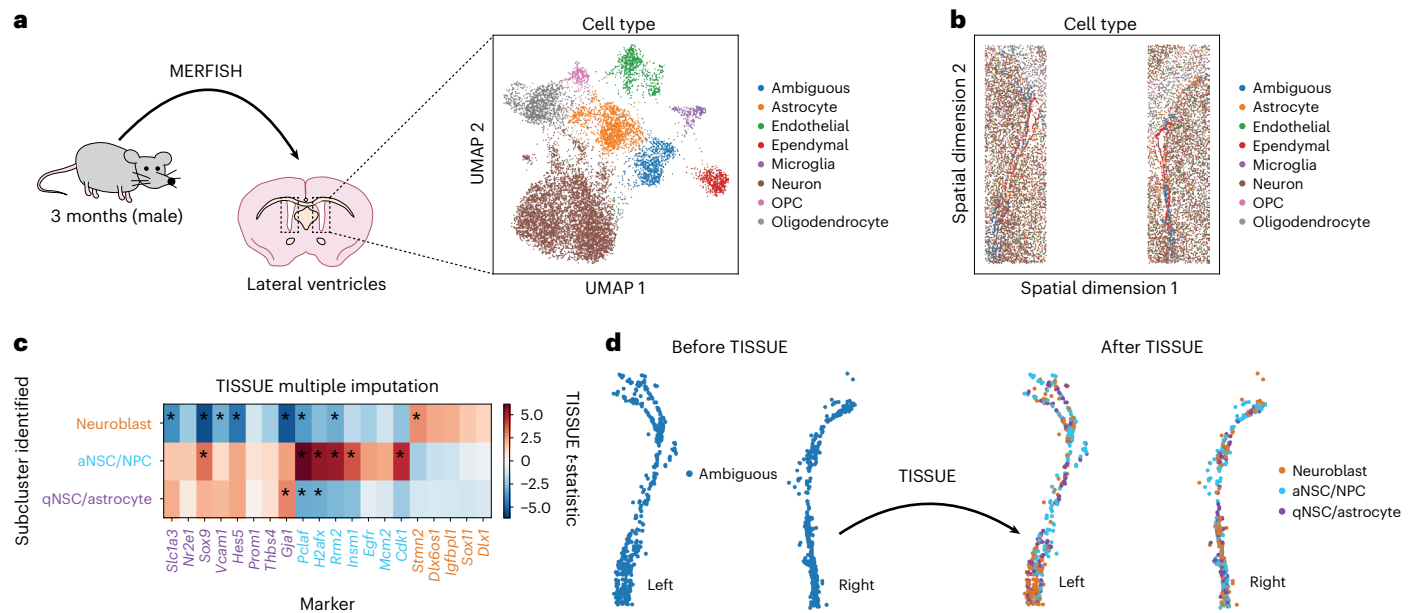 a
MERFISH
3 months (male)
Lateral ventricles
Cell type
UMAP 2
UMAP 1
Ambiguous
Astrocyte
Endothelial
Ependymal
Microglia
Neuron
OPC
Oligodendrocyte
b
Cell type
Spatial dimension 2
Spatial dimension 1
Ambiguous
Astrocyte
Endothelial
Ependymal
Microglia
Neuron
OPC
Oligodendrocyte
c
TISSUE multiple imputation
Subcluster identified
Neuroblast
* * * * * * * *
aNSC/NPC
* * * * * *
qNSC/astrocyte
* * *
Slc1a3
Nr2e1
Sox9
Vcam1
Hes5
Prom1
Thbs4
Gja1
Pclaf
H2afx
Rrm2
Insm1
Egfr
Mcm2
Cdk1
Stmn2
Dlx6os1
Igfbpl1
Sox11
Dlx1
Marker
5.0
2.5
0
−2.5
−5.0
TISSUE t-statistic
d
Before TISSUE
Ambiguous
Left
Right
TISSUE
After TISSUE
Left
Right
Neuroblast
aNSC/NPC
qNSC/astrocyte